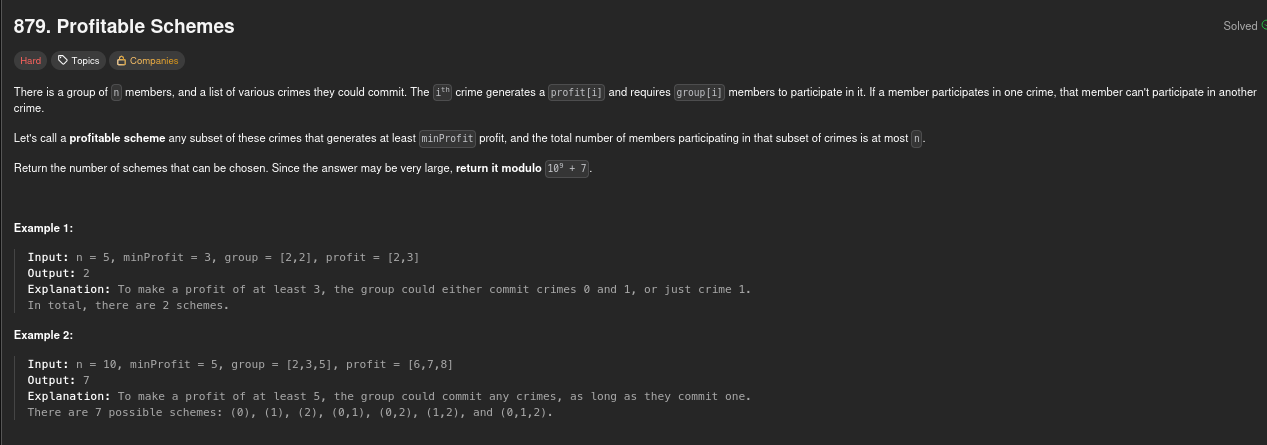 879. Profitable Schemes
Solved
Hard Topics Companies
There is a group of n members, and a list of various crimes they could commit. The iᵗʰ crime generates a profit[i] and requires group[i] members to participate in it. If a member participates in one crime, that member can't participate in another
crime.
Let's call a profitable scheme any subset of these crimes that generates at least minProfit profit, and the total number of members participating in that subset of crimes is at most n.
Return the number of schemes that can be chosen. Since the answer may be very large, return it modulo 10⁹ + 7.
Example 1:
Input: n = 5, minProfit = 3, group = [2,2], profit = [2,3]
Output: 2
Explanation: To make a profit of at least 3, the group could either commit crimes 0 and 1, or just crime 1.
In total, there are 2 schemes.
Example 2:
Input: n = 10, minProfit = 5, group = [2,3,5], profit = [6,7,8]
Output: 7
Explanation: To make a profit of at least 5, the group could commit any crimes, as long as they commit one.
There are 7 possible schemes: (0), (1), (2), (0,1), (0,2), (1,2), and (0,1,2).